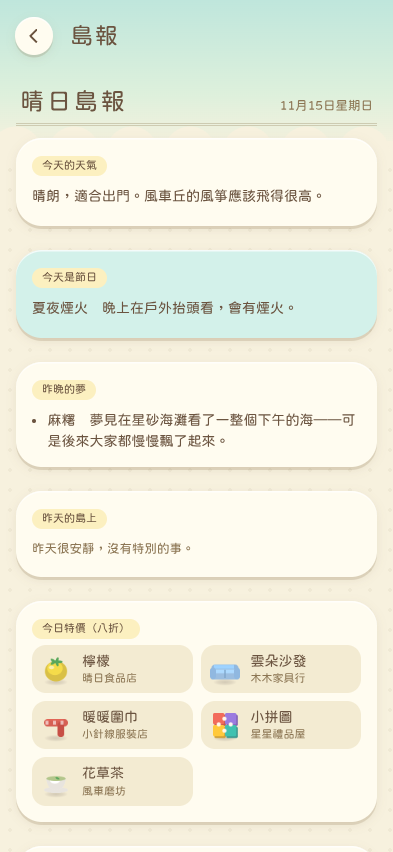 島報
晴日島報
11月15日星期日
今天的天氣
晴朗，適合出門。風車丘的風箏應該飛得很高。
今天是節日
夏夜煙火　晚上在戶外抬頭看，會有煙火。
昨晚的夢
• 麻糬　夢見在星砂海灘看了一整個下午的海——可
是後來大家都慢慢飄了起來。
昨天的島上
昨天很安靜，沒有特別的事。
今日特價（八折）
檸檬
晴日食品店
雲朵沙發
木木家具行
暖暖圍巾
小針線服裝店
小拼圖
星星禮品屋
花草茶
風車磨坊